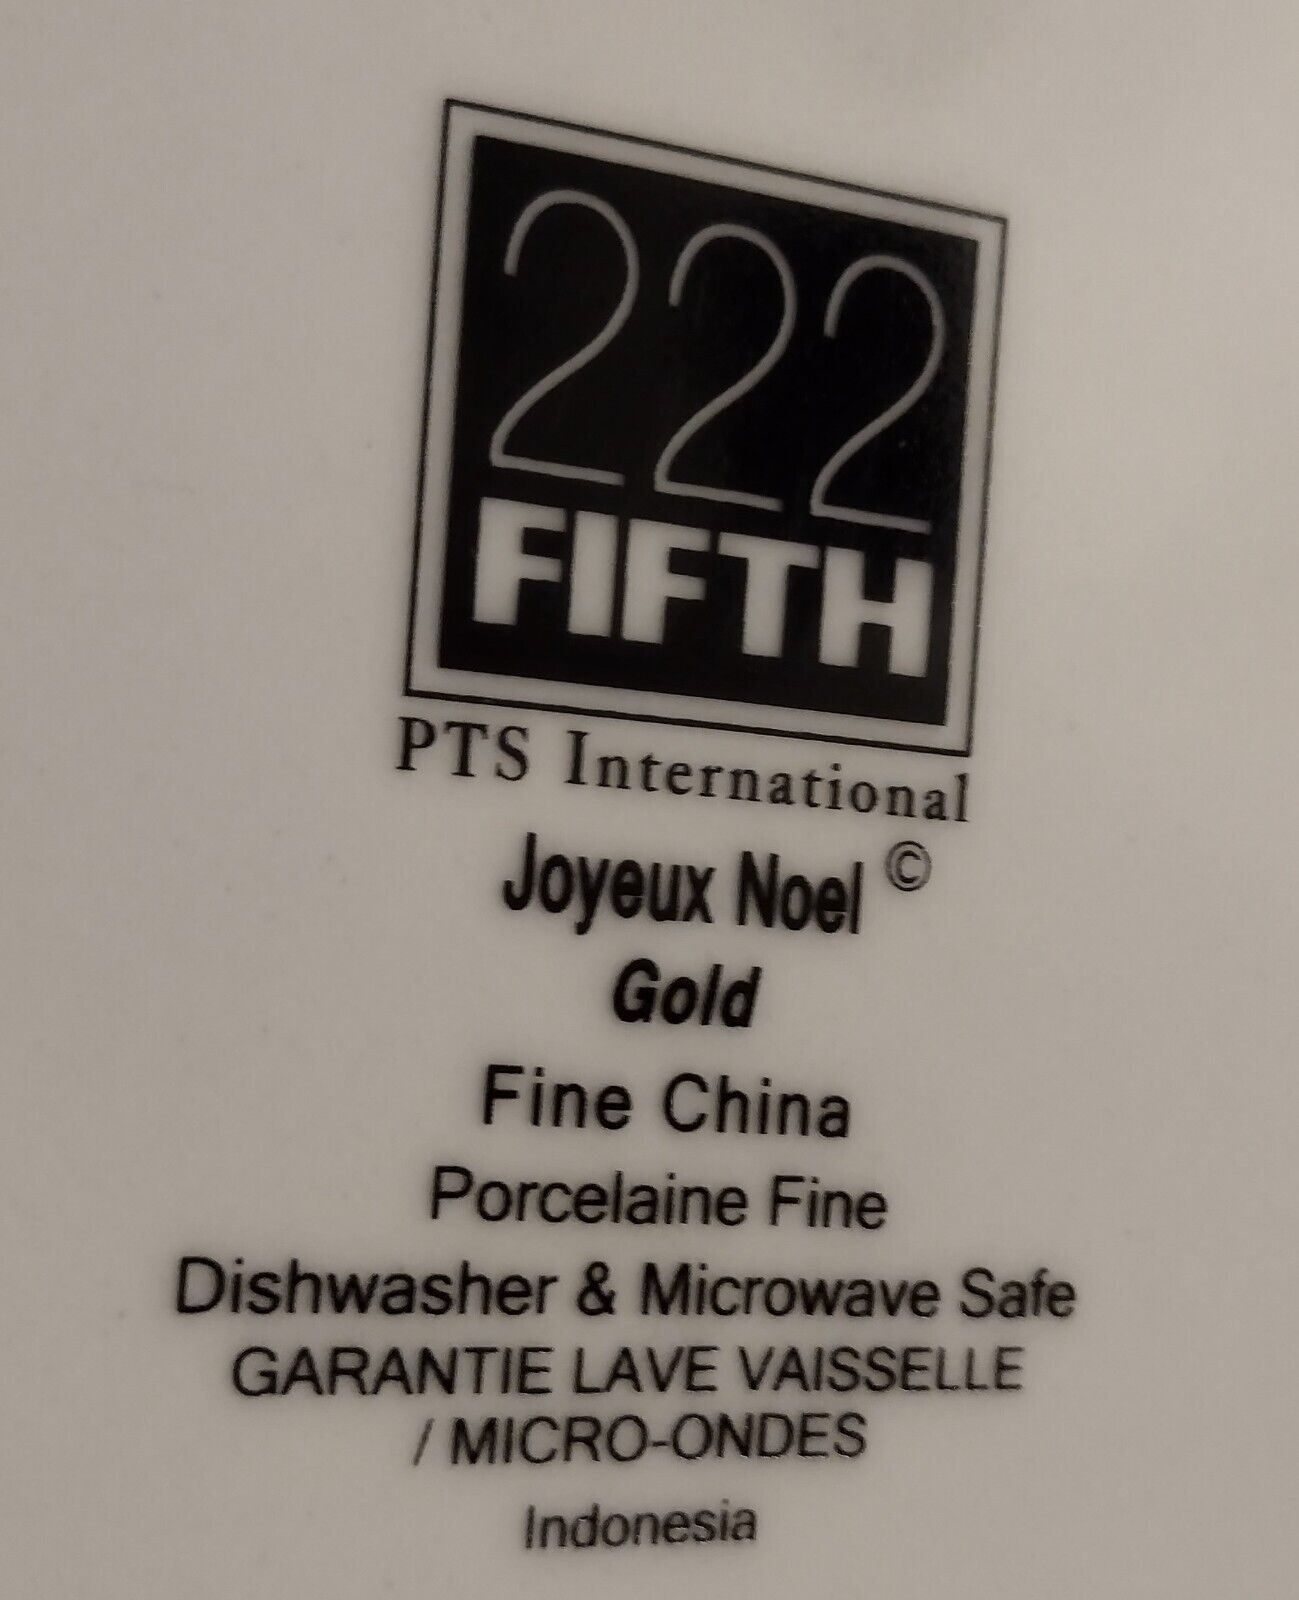 222
FIFTH
PTS International
Joyeux Noel ©
Gold
Fine China
Porcelaine Fine
Dishwasher & Microwave Safe
GARANTIE LAVE VAISSELLE
/ MICRO-ONDES
Indonesia